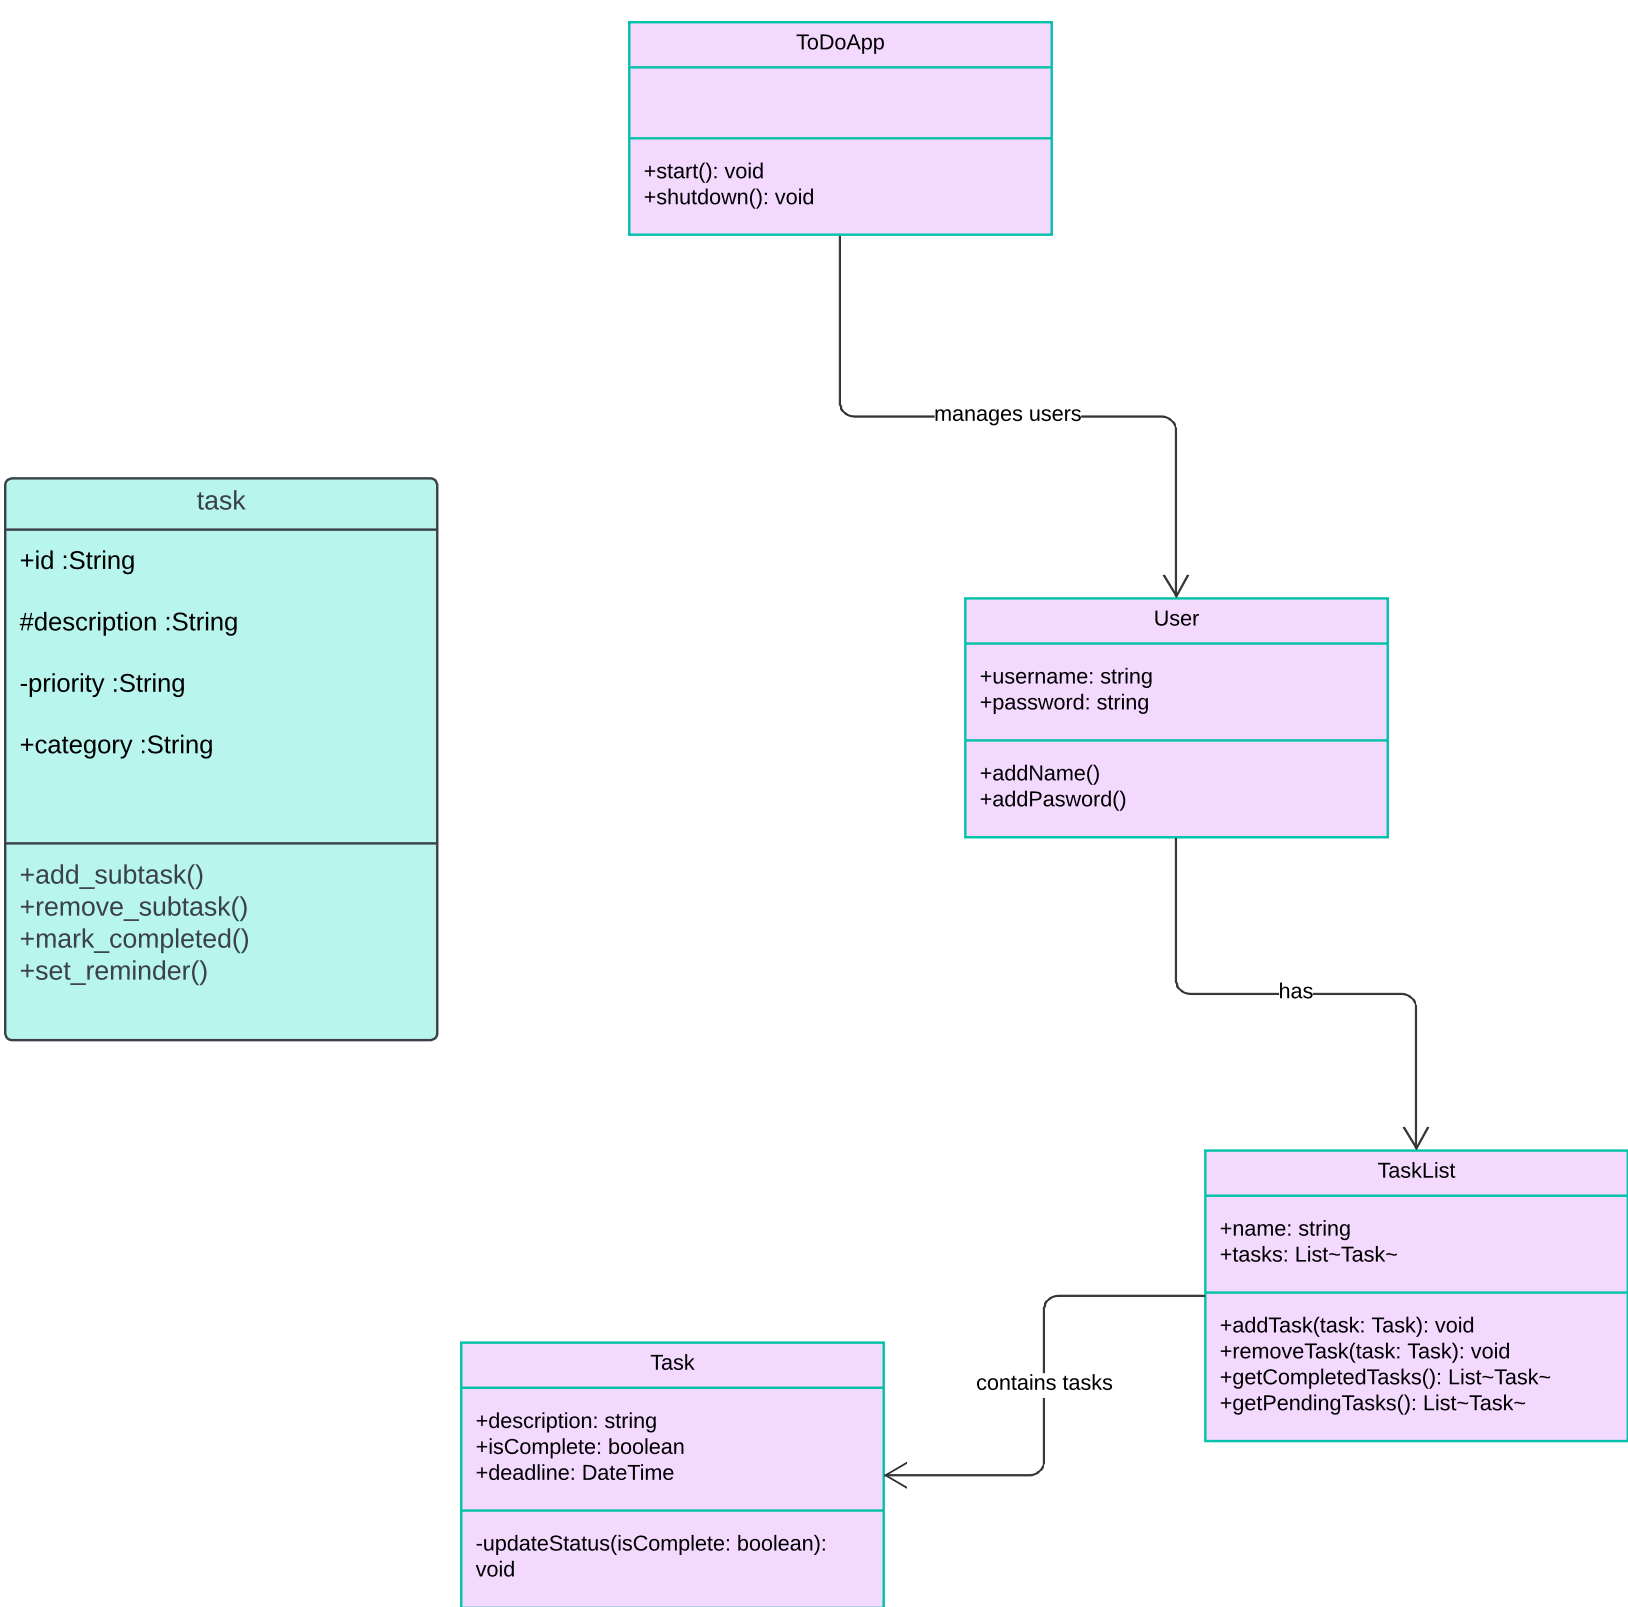 ToDoApp
+start(): void
+shutdown(): void
manages users
task
+id :String
#description :String
-priority :String
+category :String
+add_subtask()
+remove_subtask()
+mark_completed()
+set_reminder()
User
+username: string
+password: string
+addName()
+addPasword()
has
TaskList
+name: string
+tasks: List~Task~
+addTask(task: Task): void
+removeTask(task: Task): void
+getCompletedTasks(): List~Task~
+getPendingTasks(): List~Task~
contains tasks
Task
+description: string
+isComplete: boolean
+deadline: DateTime
-updateStatus(isComplete: boolean):
void